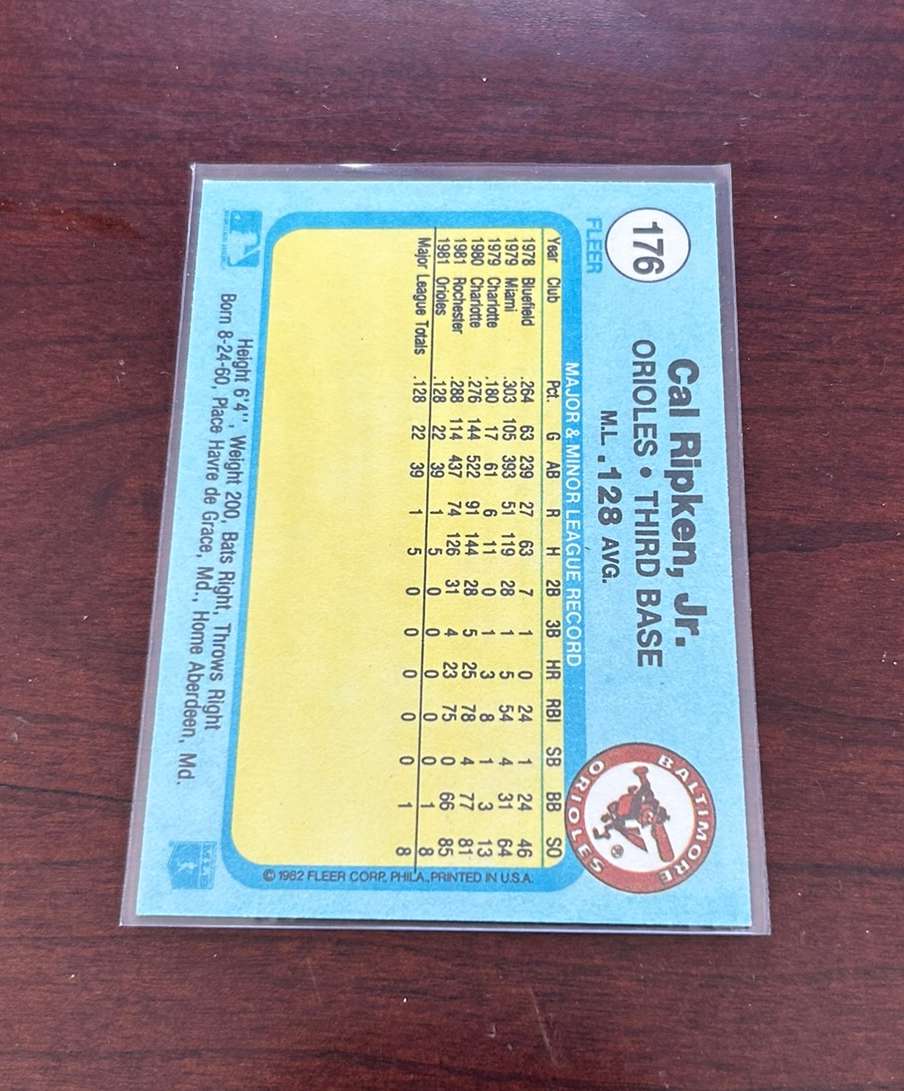 176
FLEER
Cal Ripken, Jr.
ORIOLES • THIRD BASE
M.L. .128 AVG.
BALTIMORE
ORIOLES
MAJOR & MINOR LEAGUE RECORD
Year Club Pct. G AB R H 2B 3B HR RBI SB BB SO
1978 Bluefield .264 63 239 27 63 7 1 0 24 1 24 46
1979 Miami .303 105 393 51 119 28 1 5 54 4 31 64
1979 Charlotte .180 17 61 6 11 0 1 3 8 1 3 13
1980 Charlotte .276 144 522 91 144 28 5 25 78 4 77 81
1981 Rochester .288 114 437 74 126 31 4 23 75 0 66 85
1981 Orioles .128 22 39 1 5 0 0 0 0 0 1 8
Major League Totals .128 22 39 1 5 0 0 0 0 0 1 8
© 1982 FLEER CORP. PHILA., PRINTED IN U.S.A.
Height 6'4", Weight 200, Bats Right, Throws Right
Born 8-24-60, Place Havre de Grace, Md., Home Aberdeen, Md.